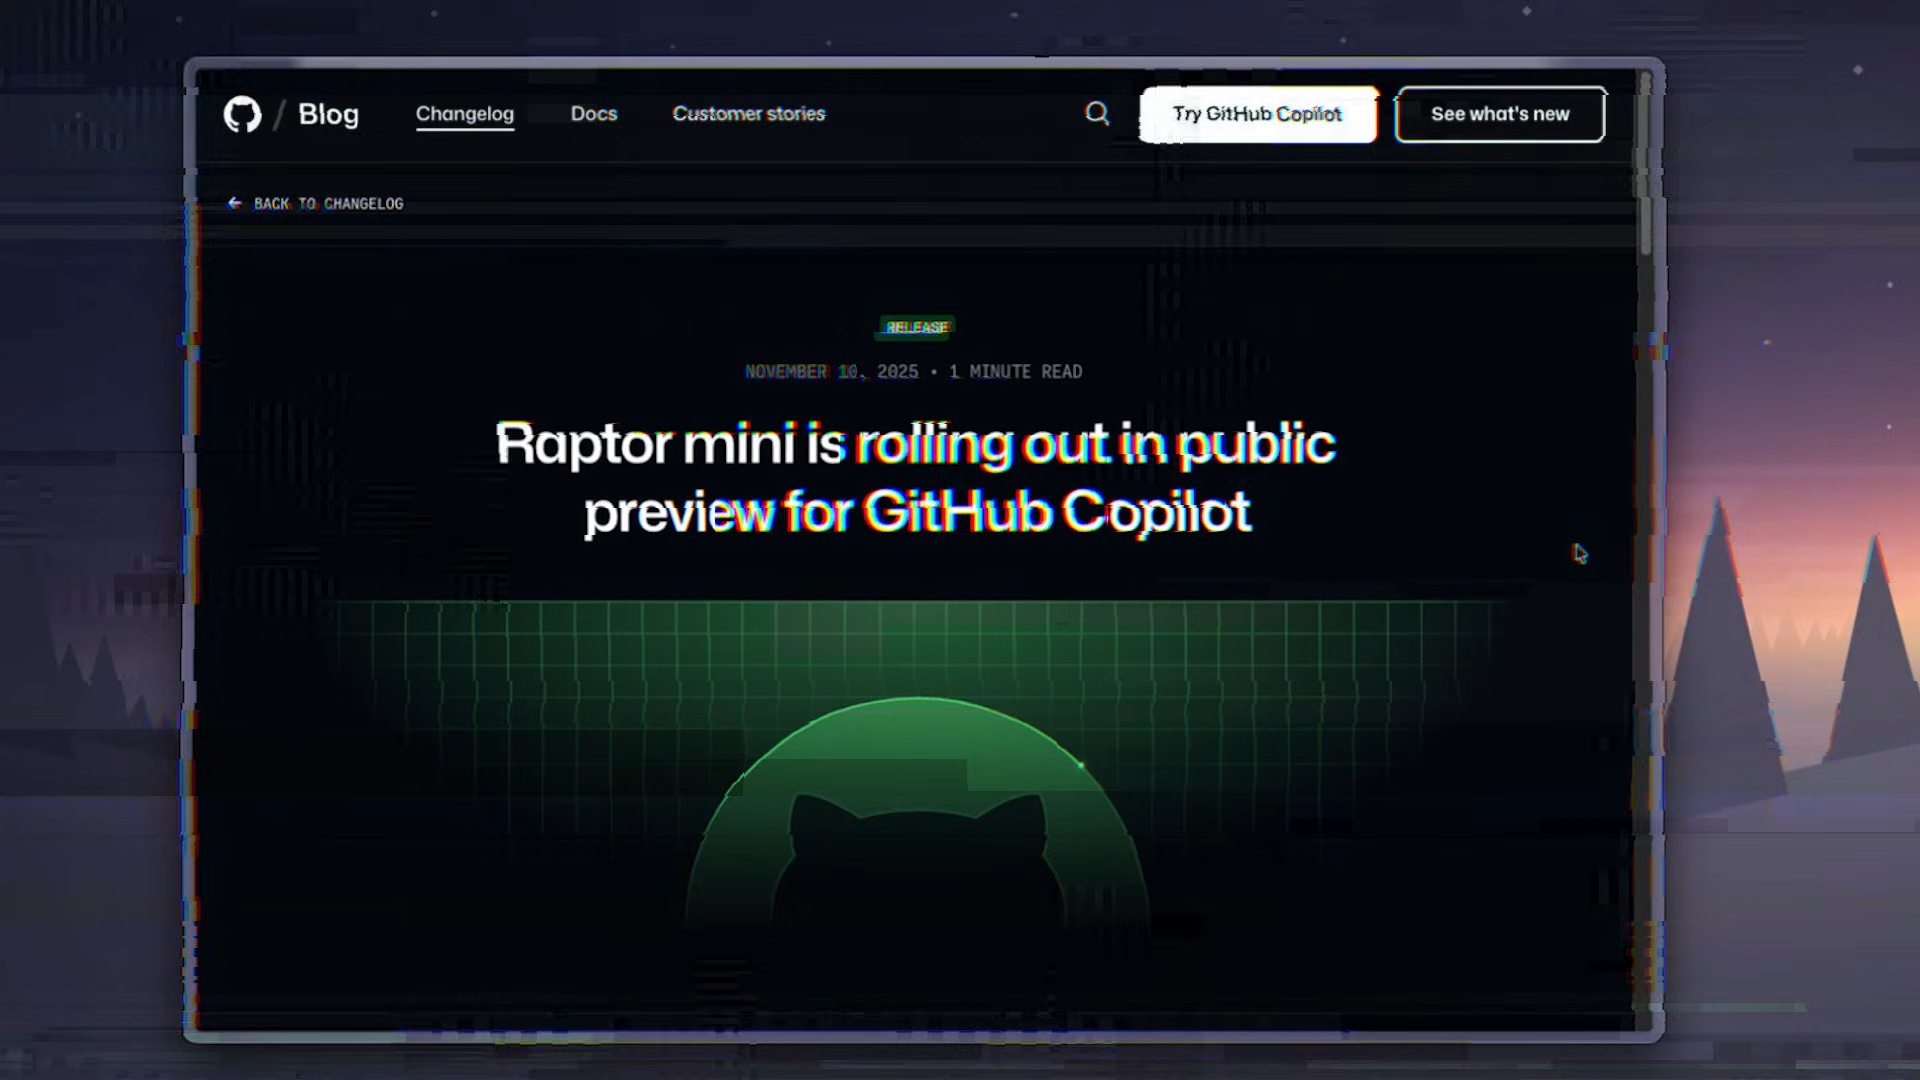 / Blog
Changelog
Docs
Customer stories
Try GitHub Copilot
See what's new
← BACK TO CHANGELOG
RELEASE
NOVEMBER 10, 2025 • 1 MINUTE READ
Raptor mini is rolling out in public
preview for GitHub Copilot